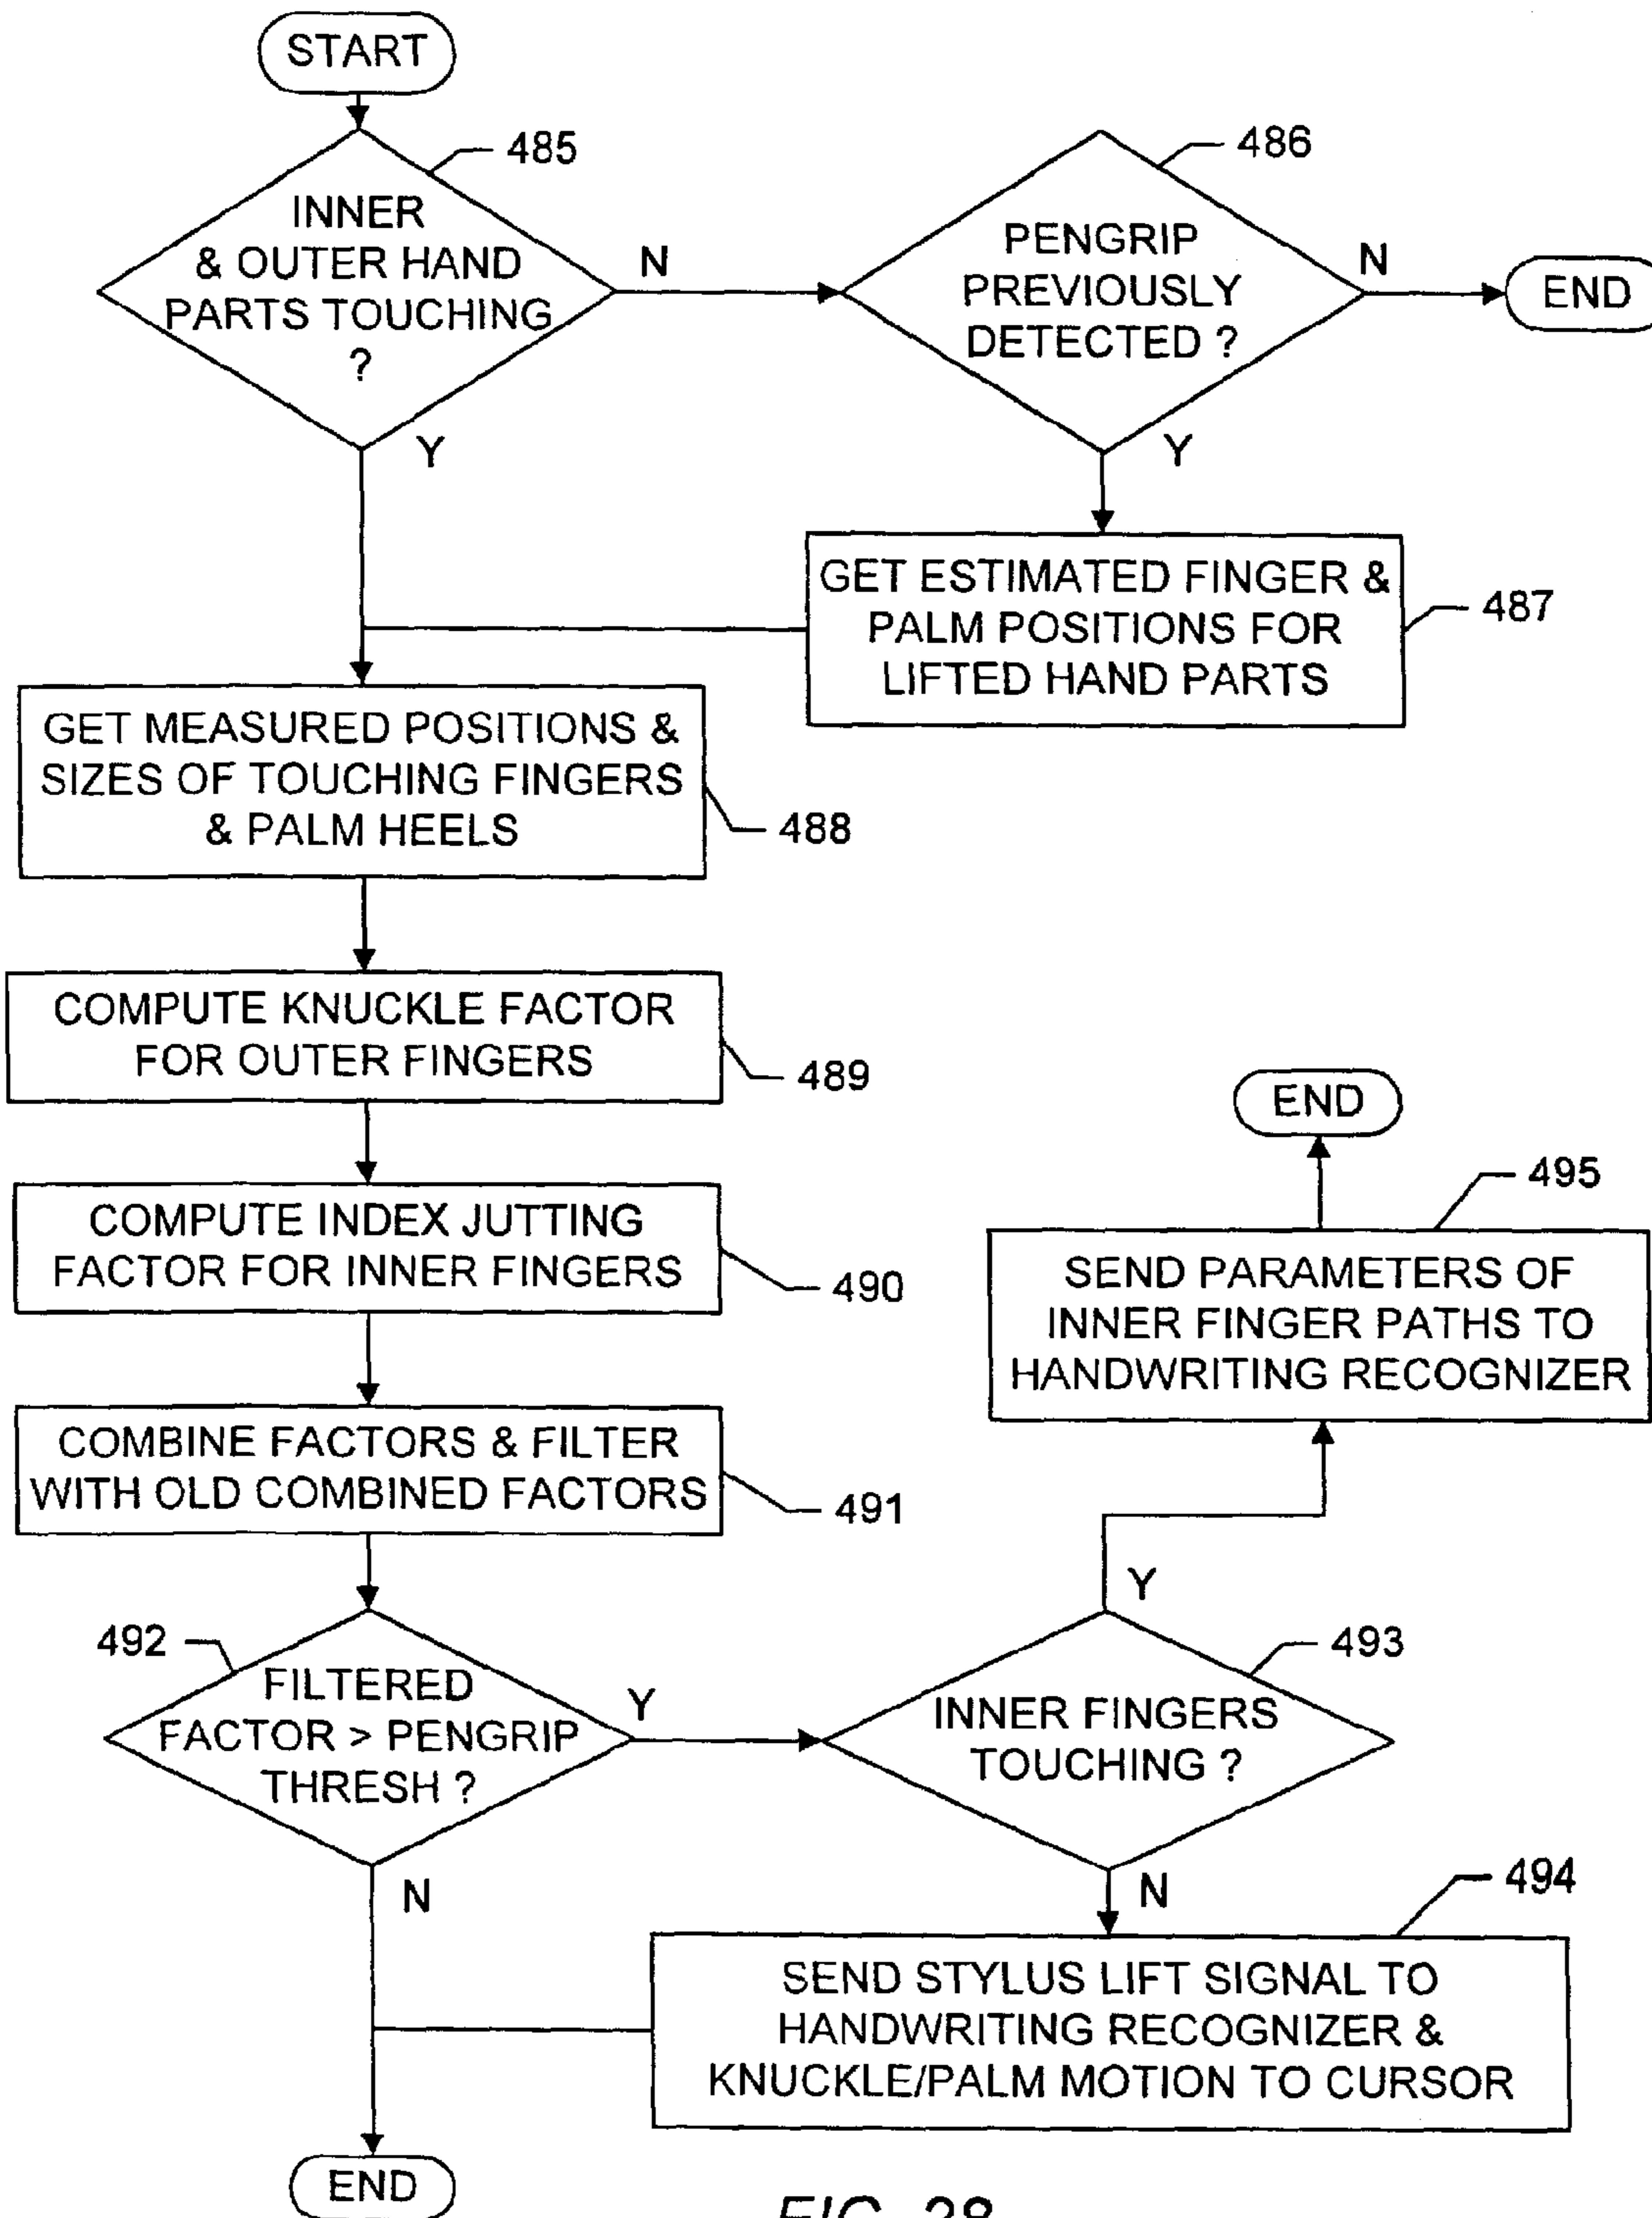 START
485
INNER
& OUTER HAND
PARTS TOUCHING
?
N
Y
486
PENGRIP
PREVIOUSLY
DETECTED ?
N
END
Y
GET ESTIMATED FINGER &
PALM POSITIONS FOR
LIFTED HAND PARTS
487
GET MEASURED POSITIONS &
SIZES OF TOUCHING FINGERS
& PALM HEELS
488
COMPUTE KNUCKLE FACTOR
FOR OUTER FINGERS
489
COMPUTE INDEX JUTTING
FACTOR FOR INNER FINGERS
490
COMBINE FACTORS & FILTER
WITH OLD COMBINED FACTORS
491
492
FILTERED
FACTOR > PENGRIP
THRESH ?
Y
N
END
495
SEND PARAMETERS OF
INNER FINGER PATHS TO
HANDWRITING RECOGNIZER
Y
493
INNER FINGERS
TOUCHING ?
N
494
SEND STYLUS LIFT SIGNAL TO
HANDWRITING RECOGNIZER &
KNUCKLE/PALM MOTION TO CURSOR
END
FIG. 38